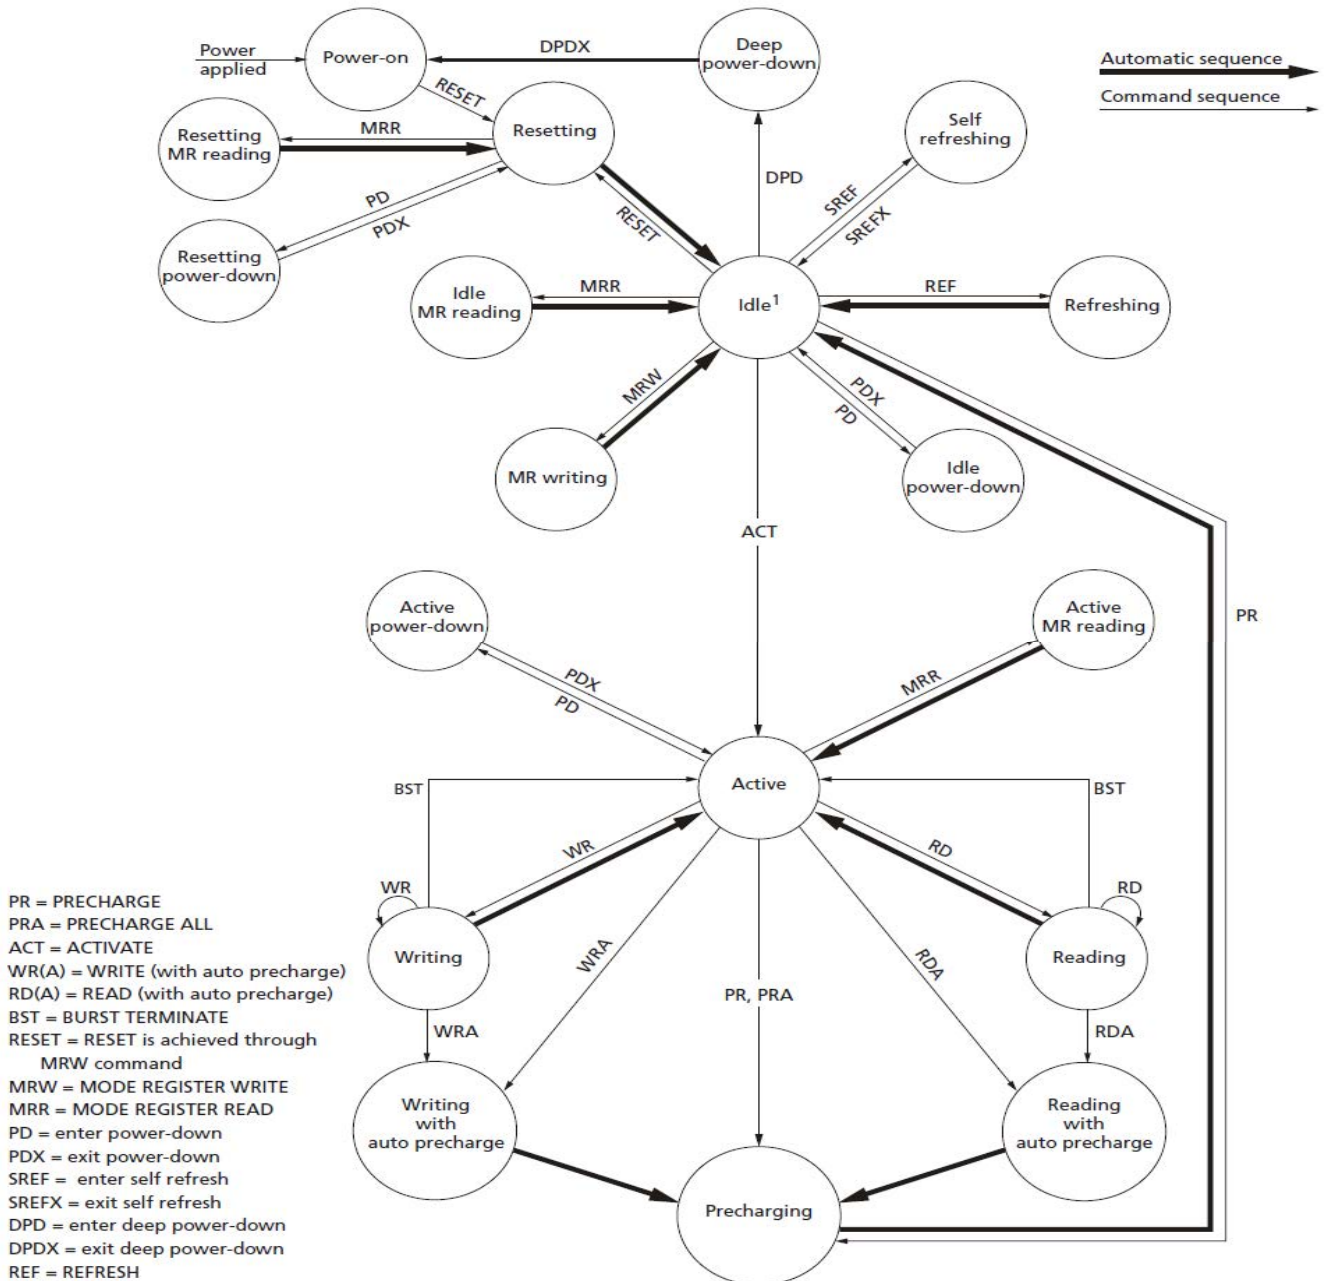 Power
applied
Power-on
DPDX
Deep
power-down
Automatic sequence
Command sequence
RESET
Resetting
MR reading
MRR
Resetting
Self
refreshing
DPD
PD
PDX
SREF
SREFX
RESET
Resetting
power-down
Idle
MR reading
MRR
Idle1
REF
Refreshing
MRW
PDX
PD
MR writing
Idle
power-down
ACT
Active
power-down
Active
MR reading
PR
PDX
PD
MRR
Active
BST
BST
WR
RD
WR
RD
Writing
Reading
WRA
RDA
PR, PRA
WRA
RDA
Writing
with
auto precharge
Reading
with
auto precharge
Precharging
PR = PRECHARGE
PRA = PRECHARGE ALL
ACT = ACTIVATE
WR(A) = WRITE (with auto precharge)
RD(A) = READ (with auto precharge)
BST = BURST TERMINATE
RESET = RESET is achieved through
MRW command
MRW = MODE REGISTER WRITE
MRR = MODE REGISTER READ
PD = enter power-down
PDX = exit power-down
SREF = enter self refresh
SREFX = exit self refresh
DPD = enter deep power-down
DPDX = exit deep power-down
REF = REFRESH